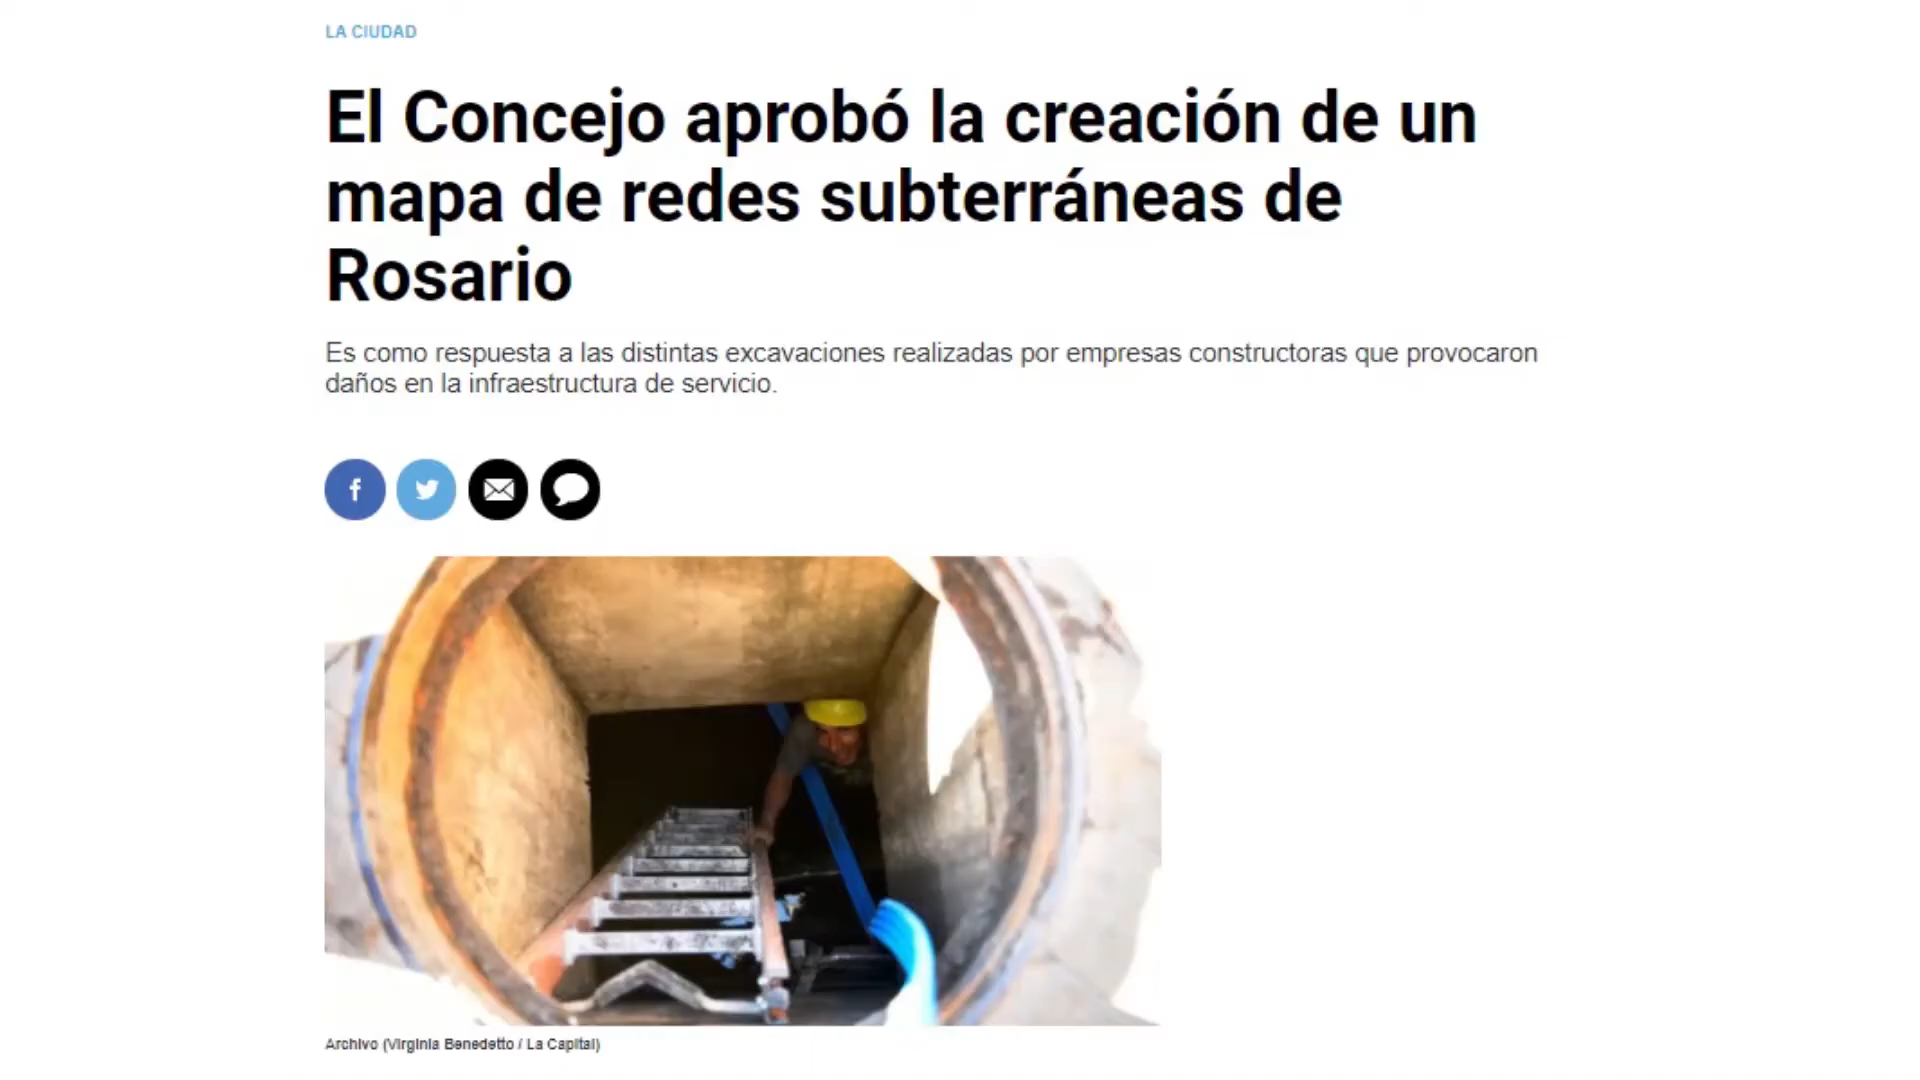 LA CIUDAD
El Concejo aprobó la creación de un
mapa de redes subterráneas de
Rosario
Es como respuesta a las distintas excavaciones realizadas por empresas constructoras que provocaron
daños en la infraestructura de servicio.
Archivo (Virginia Benedetto / La Capital)